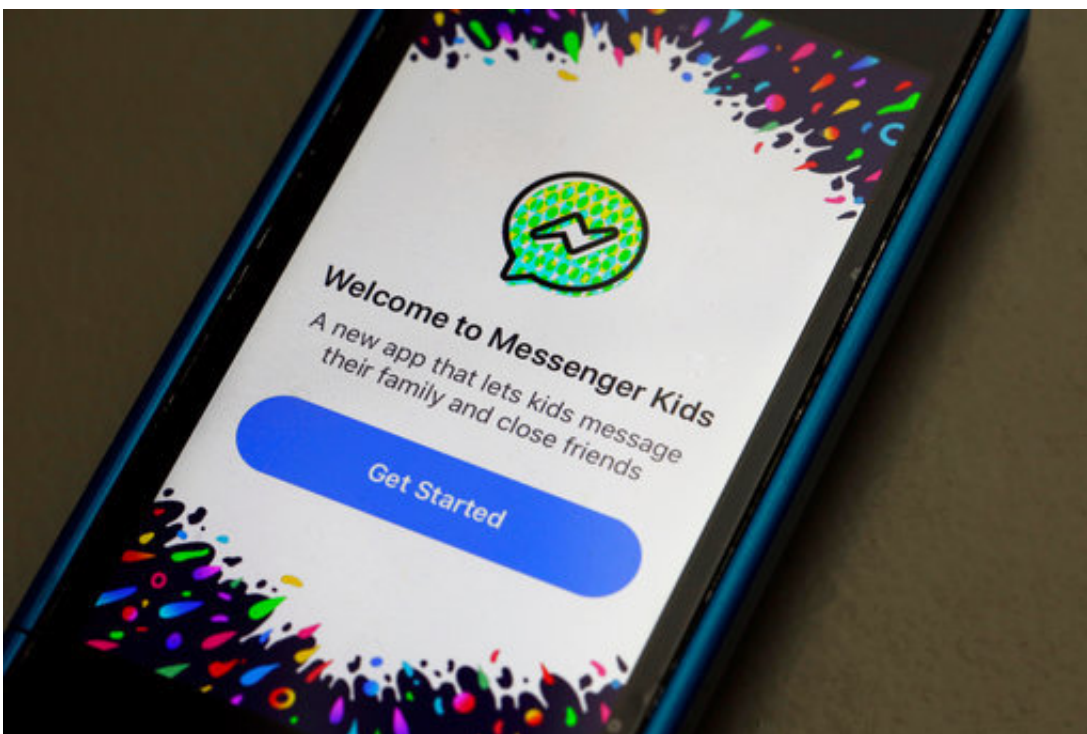 Welcome to Messenger Kids
A new app that lets kids message
their family and close friends
Get Started